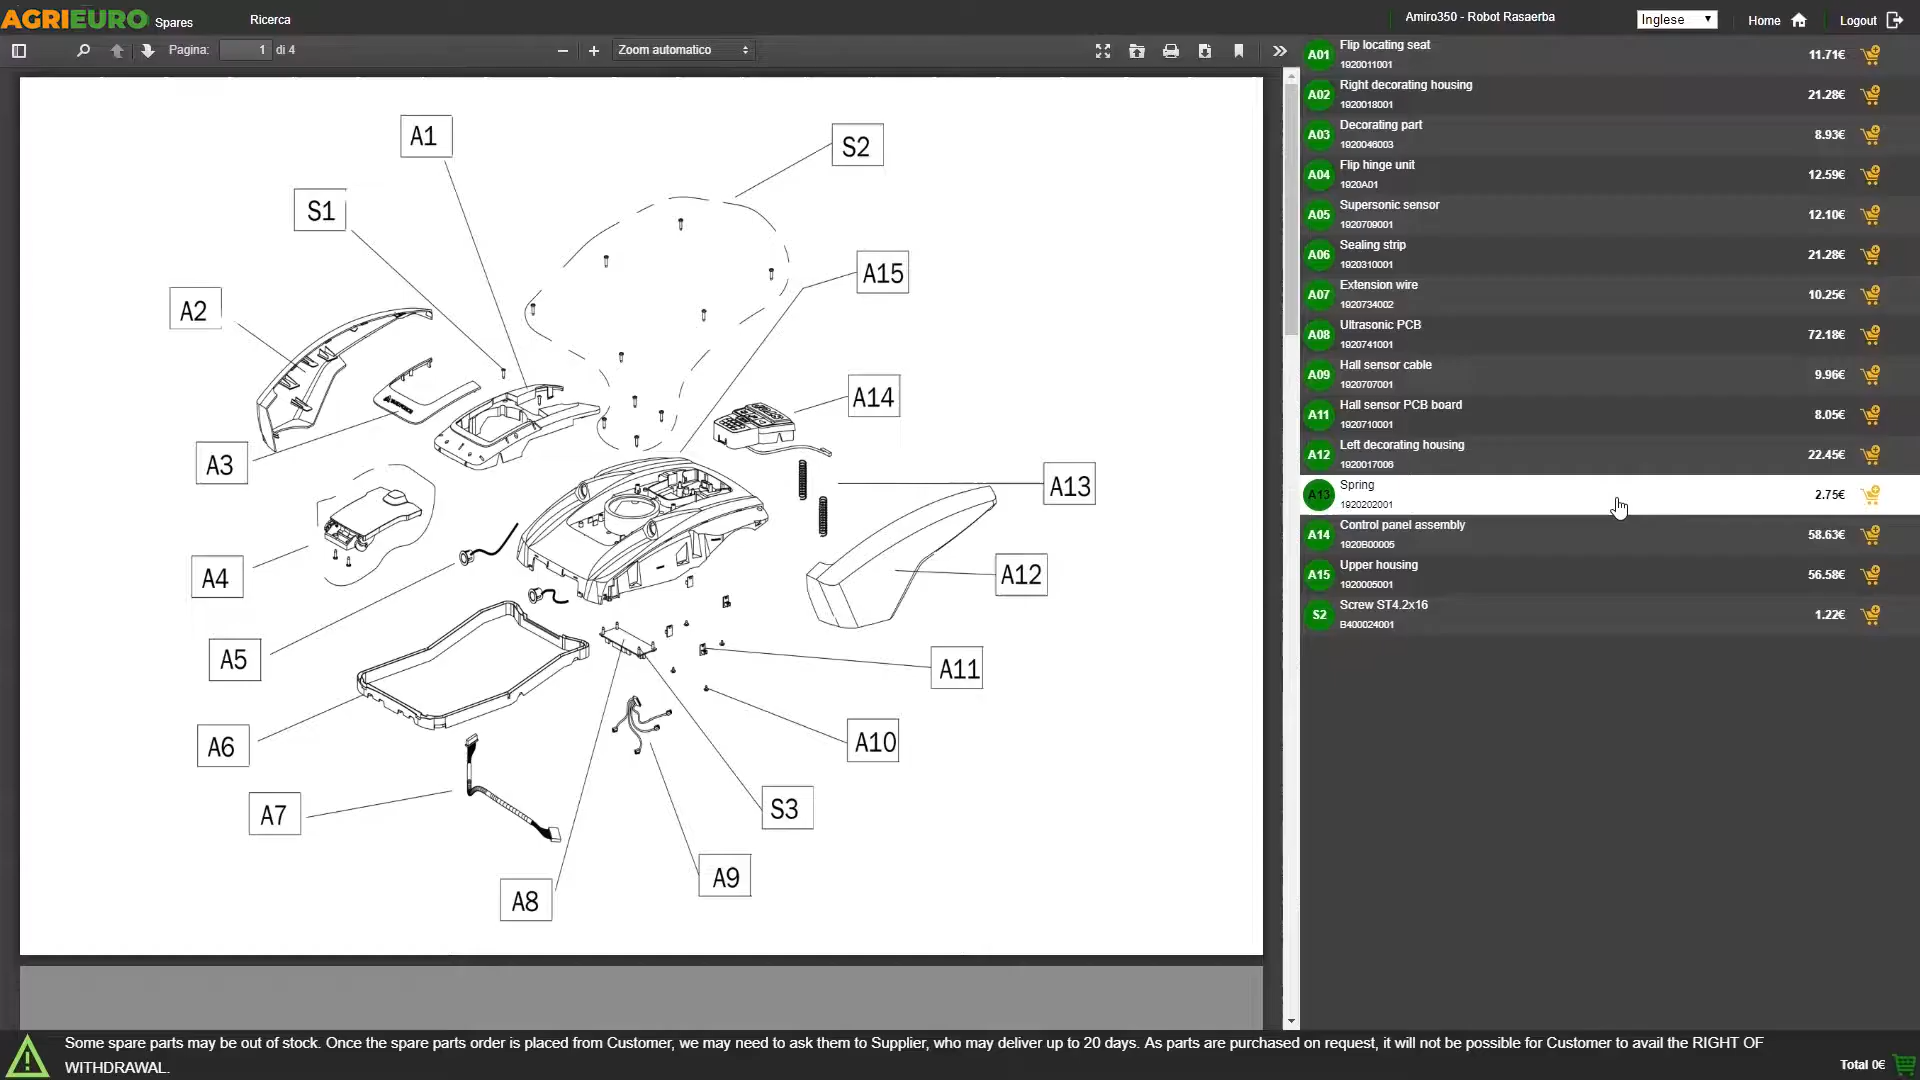 AGRIEURO Spares
Ricerca
Amiro350 - Robot Rasaerba
Inglese
Home
Logout
Pagina: 1 di 4
Zoom automatico
A1
S2
S1
A15
A2
A14
A3
A13
A4
A12
A5
A11
A6
A10
A7
S3
A9
A8
A01 Flip locating seat 11.71€
1920011001
A02 Right decorating housing 21.28€
1920018001
A03 Decorating part 8.93€
1920046003
A04 Flip hinge unit 12.59€
1920A01
A05 Supersonic sensor 12.10€
1920709001
A06 Sealing strip 21.28€
1920310001
A07 Extension wire 10.25€
1920734002
A08 Ultrasonic PCB 72.18€
1920741001
A09 Hall sensor cable 9.96€
1920707001
A11 Hall sensor PCB board 8.05€
1920710001
A12 Left decorating housing 22.45€
1920017006
A13 Spring 2.75€
1920202001
A14 Control panel assembly 58.63€
1920B00005
A15 Upper housing 56.58€
1920005001
S2 Screw ST4.2x16 1.22€
B400024001
Some spare parts may be out of stock. Once the spare parts order is placed from Customer, we may need to ask them to Supplier, who may deliver up to 20 days. As parts are purchased on request, it will not be possible for Customer to avail the RIGHT OF
WITHDRAWAL.
Total 0€